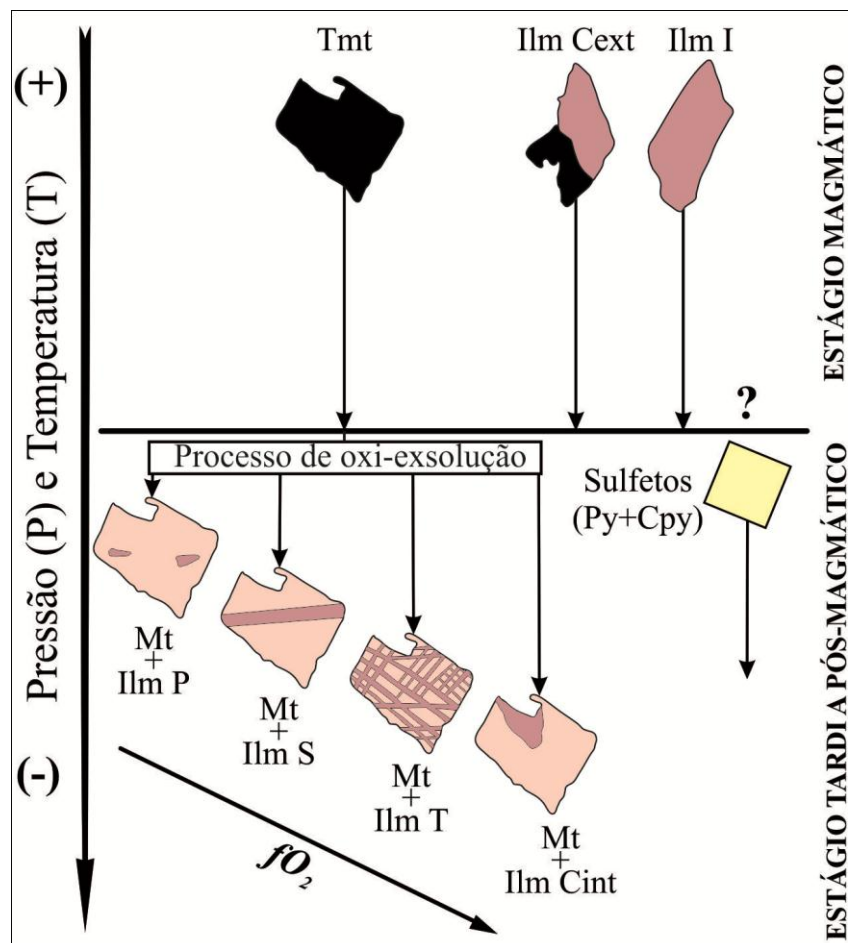 Tmt
Ilm Cext
Ilm I
(+)
Pressão (P) e Temperatura (T)
(-)
ESTÁGIO MAGMÁTICO
?
Processo de oxi-exsolução
Sulfetos
(Py+Cpy)
Mt
+
Ilm P
Mt
+
Ilm S
Mt
+
Ilm T
Mt
+
Ilm Cint
fO2
ESTÁGIO TARDI A PÓS-MAGMÁTICO